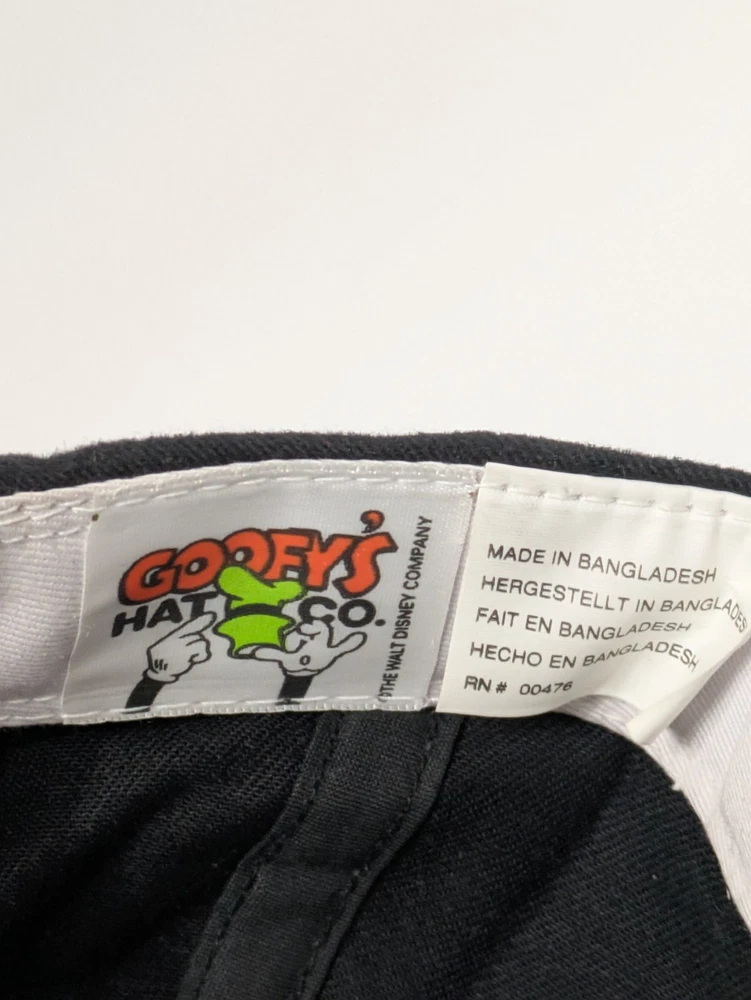 GOOFY'S
HAT CO.
©THE WALT DISNEY COMPANY
MADE IN BANGLADESH
HERGESTELLT IN BANGLADES
FAIT EN BANGLADESH
HECHO EN BANGLADESH
RN# 00476